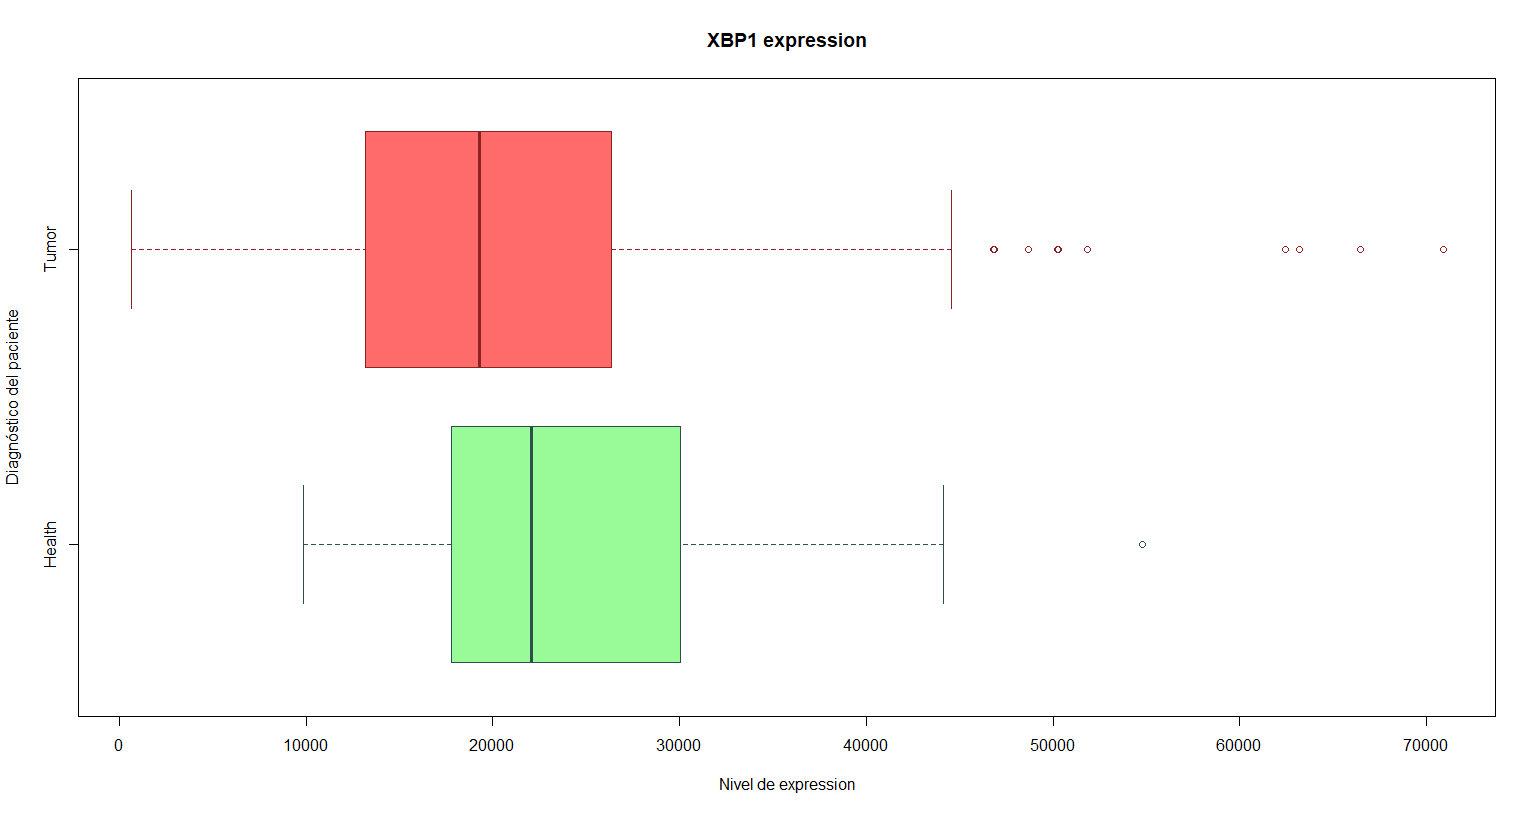 XBP1 expression
Tumor
Diagnóstico del paciente
Health
0 10000 20000 30000 40000 50000 60000 70000
Nivel de expression